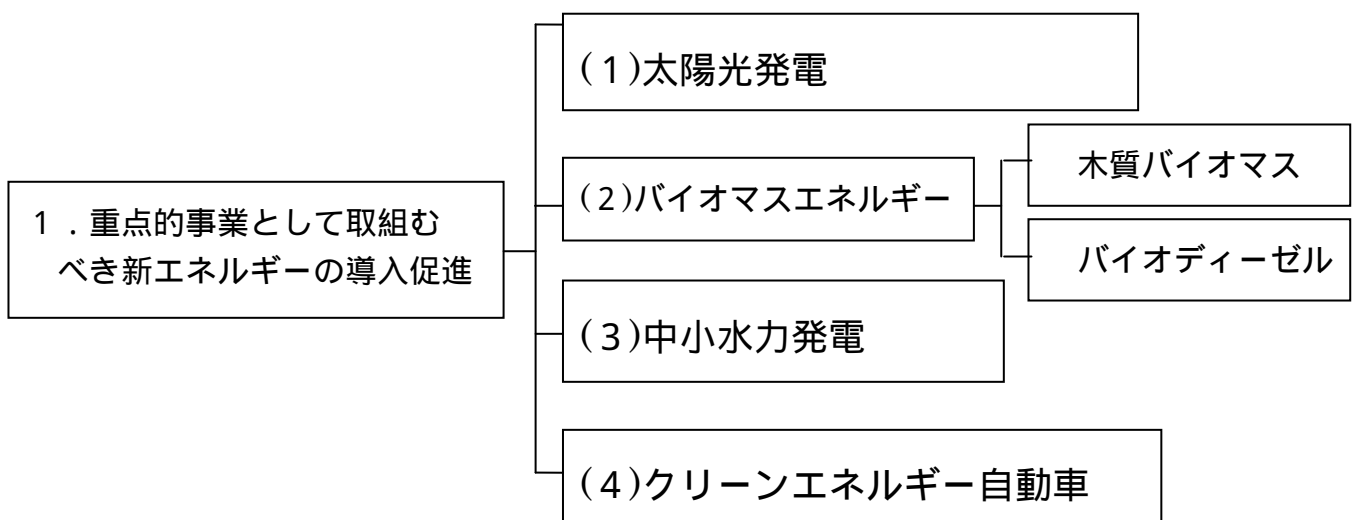 1．重点的事業として取組む
べき新エネルギーの導入促進
(1)太陽光発電
(2)バイオマスエネルギー
木質バイオマス
バイオディーゼル
(3)中小水力発電
(4)クリーンエネルギー自動車